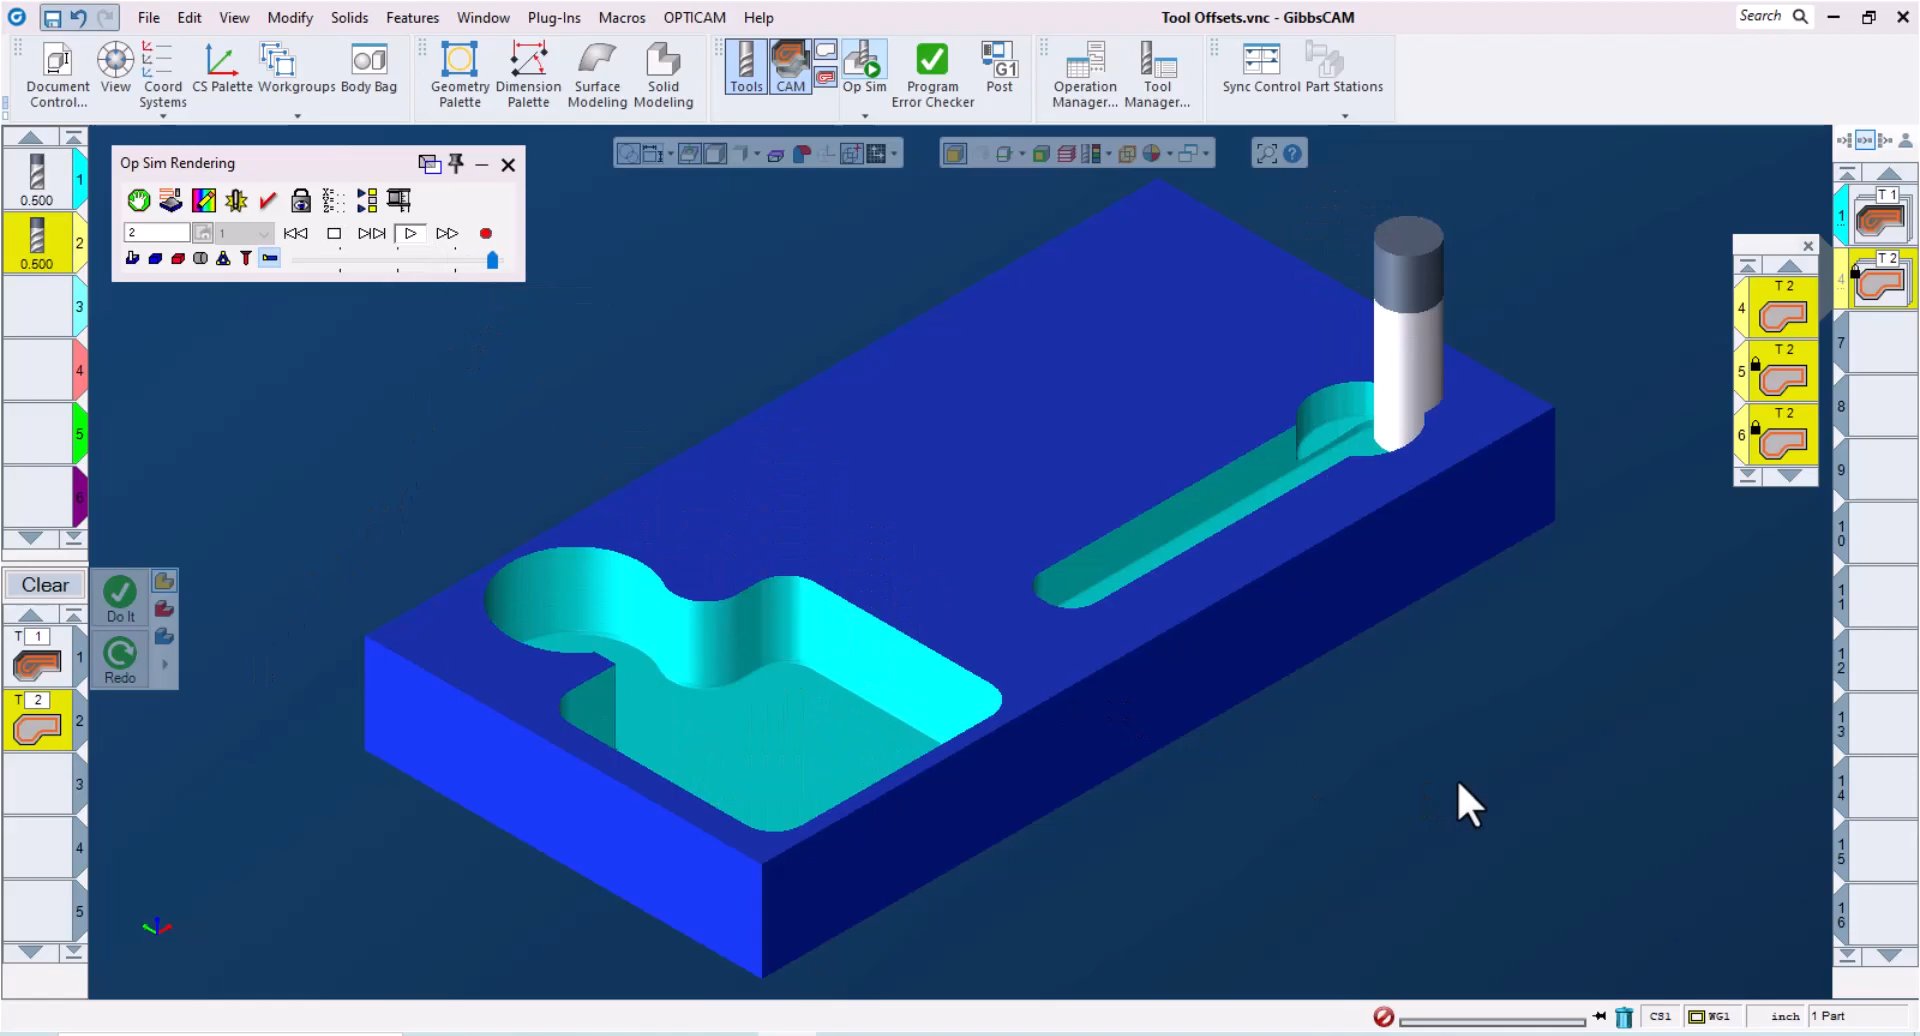 File Edit View Modify Solids Features Window Plug-Ins Macros OPTICAM Help
Tool Offsets.vnc - GibbsCAM
Search
Document Control...
View
Coord Systems
CS Palette
Workgroups
Body Bag
Geometry Palette
Dimension Palette
Surface Modeling
Solid Modeling
Tools
CAM
Op Sim
Program Error Checker
G1
Post
Operation Manager...
Tool Manager...
Sync Control
Part Stations
Op Sim Rendering
2
1
0.500
1
0.500
2
3
4
5
6
Clear
T 1
1
T 2
2
3
4
5
Do It
Redo
T 2
4
T 2
5
T 2
6
T 1
1
T 2
4
7
8
9
10
11
12
13
14
15
16
CS1
WG1
inch
1 Part